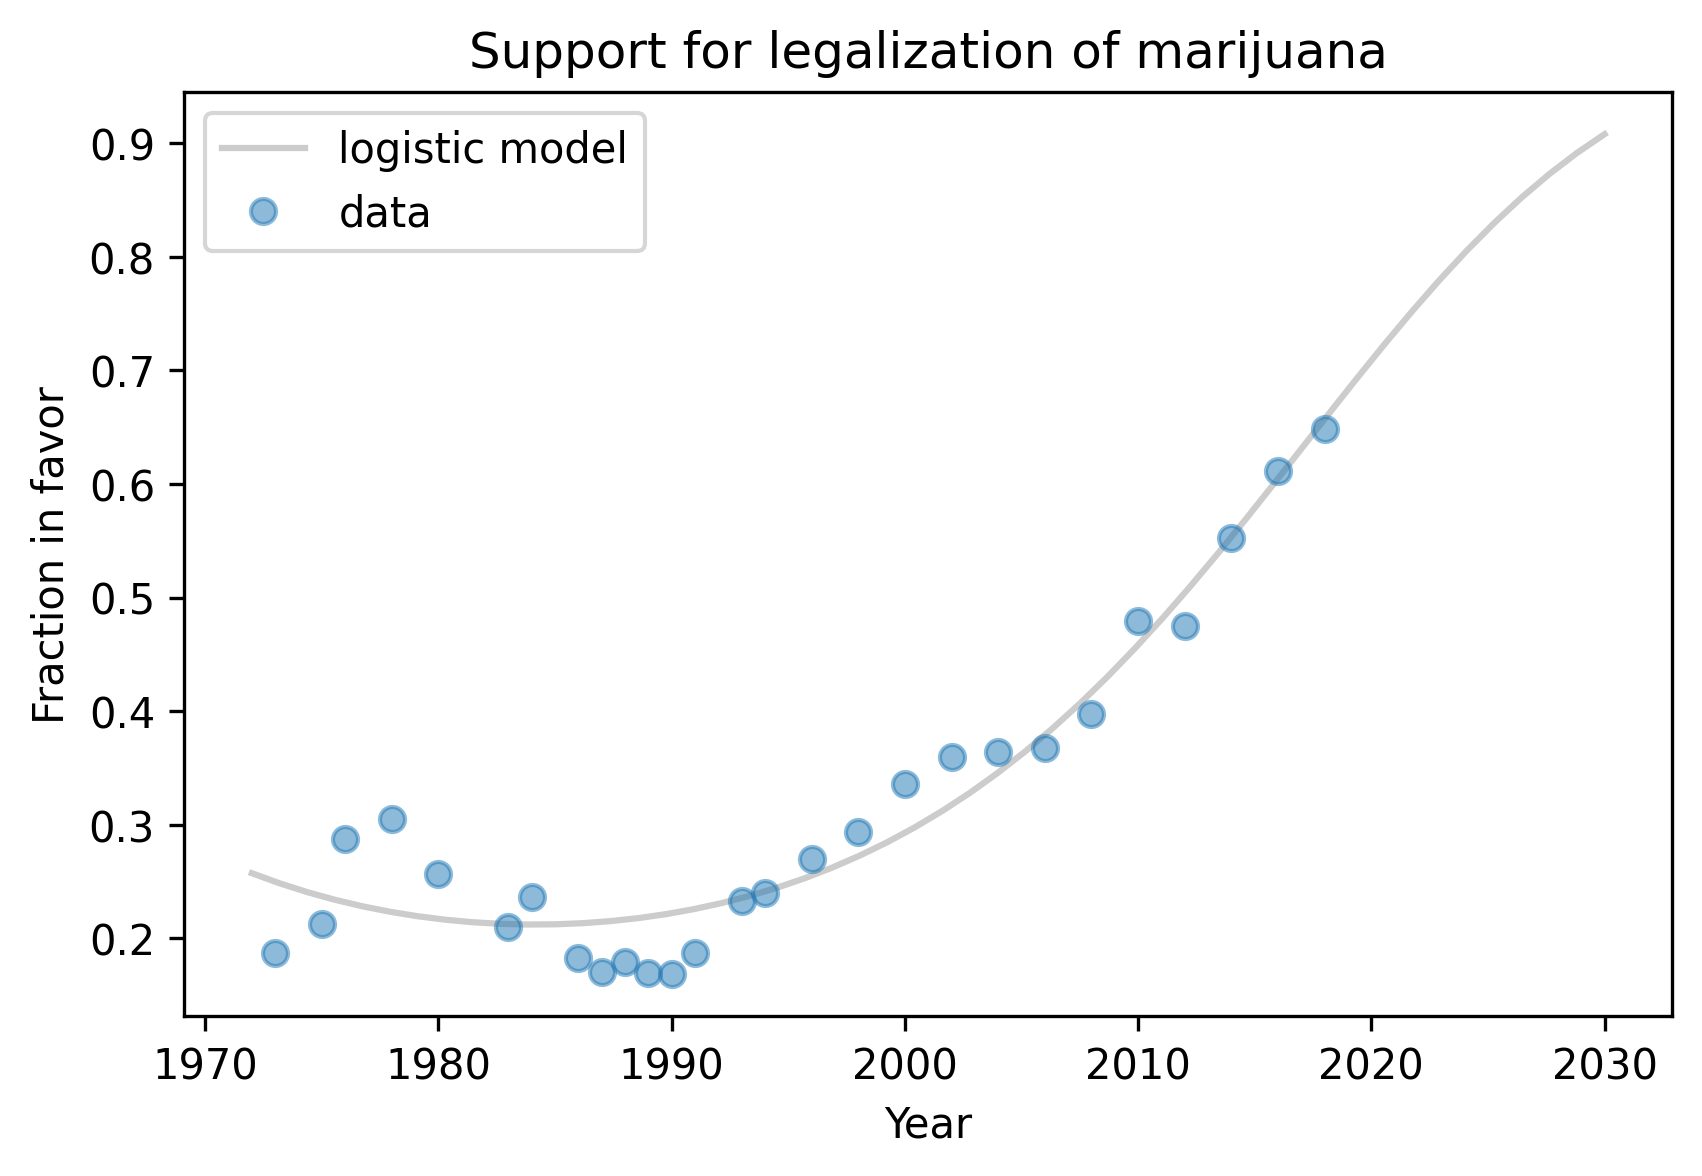 Support for legalization of marijuana
logistic model
data
0.9
0.8
0.7
0.6
0.5
0.4
0.3
0.2
Fraction in favor
1970 1980 1990 2000 2010 2020 2030
Year